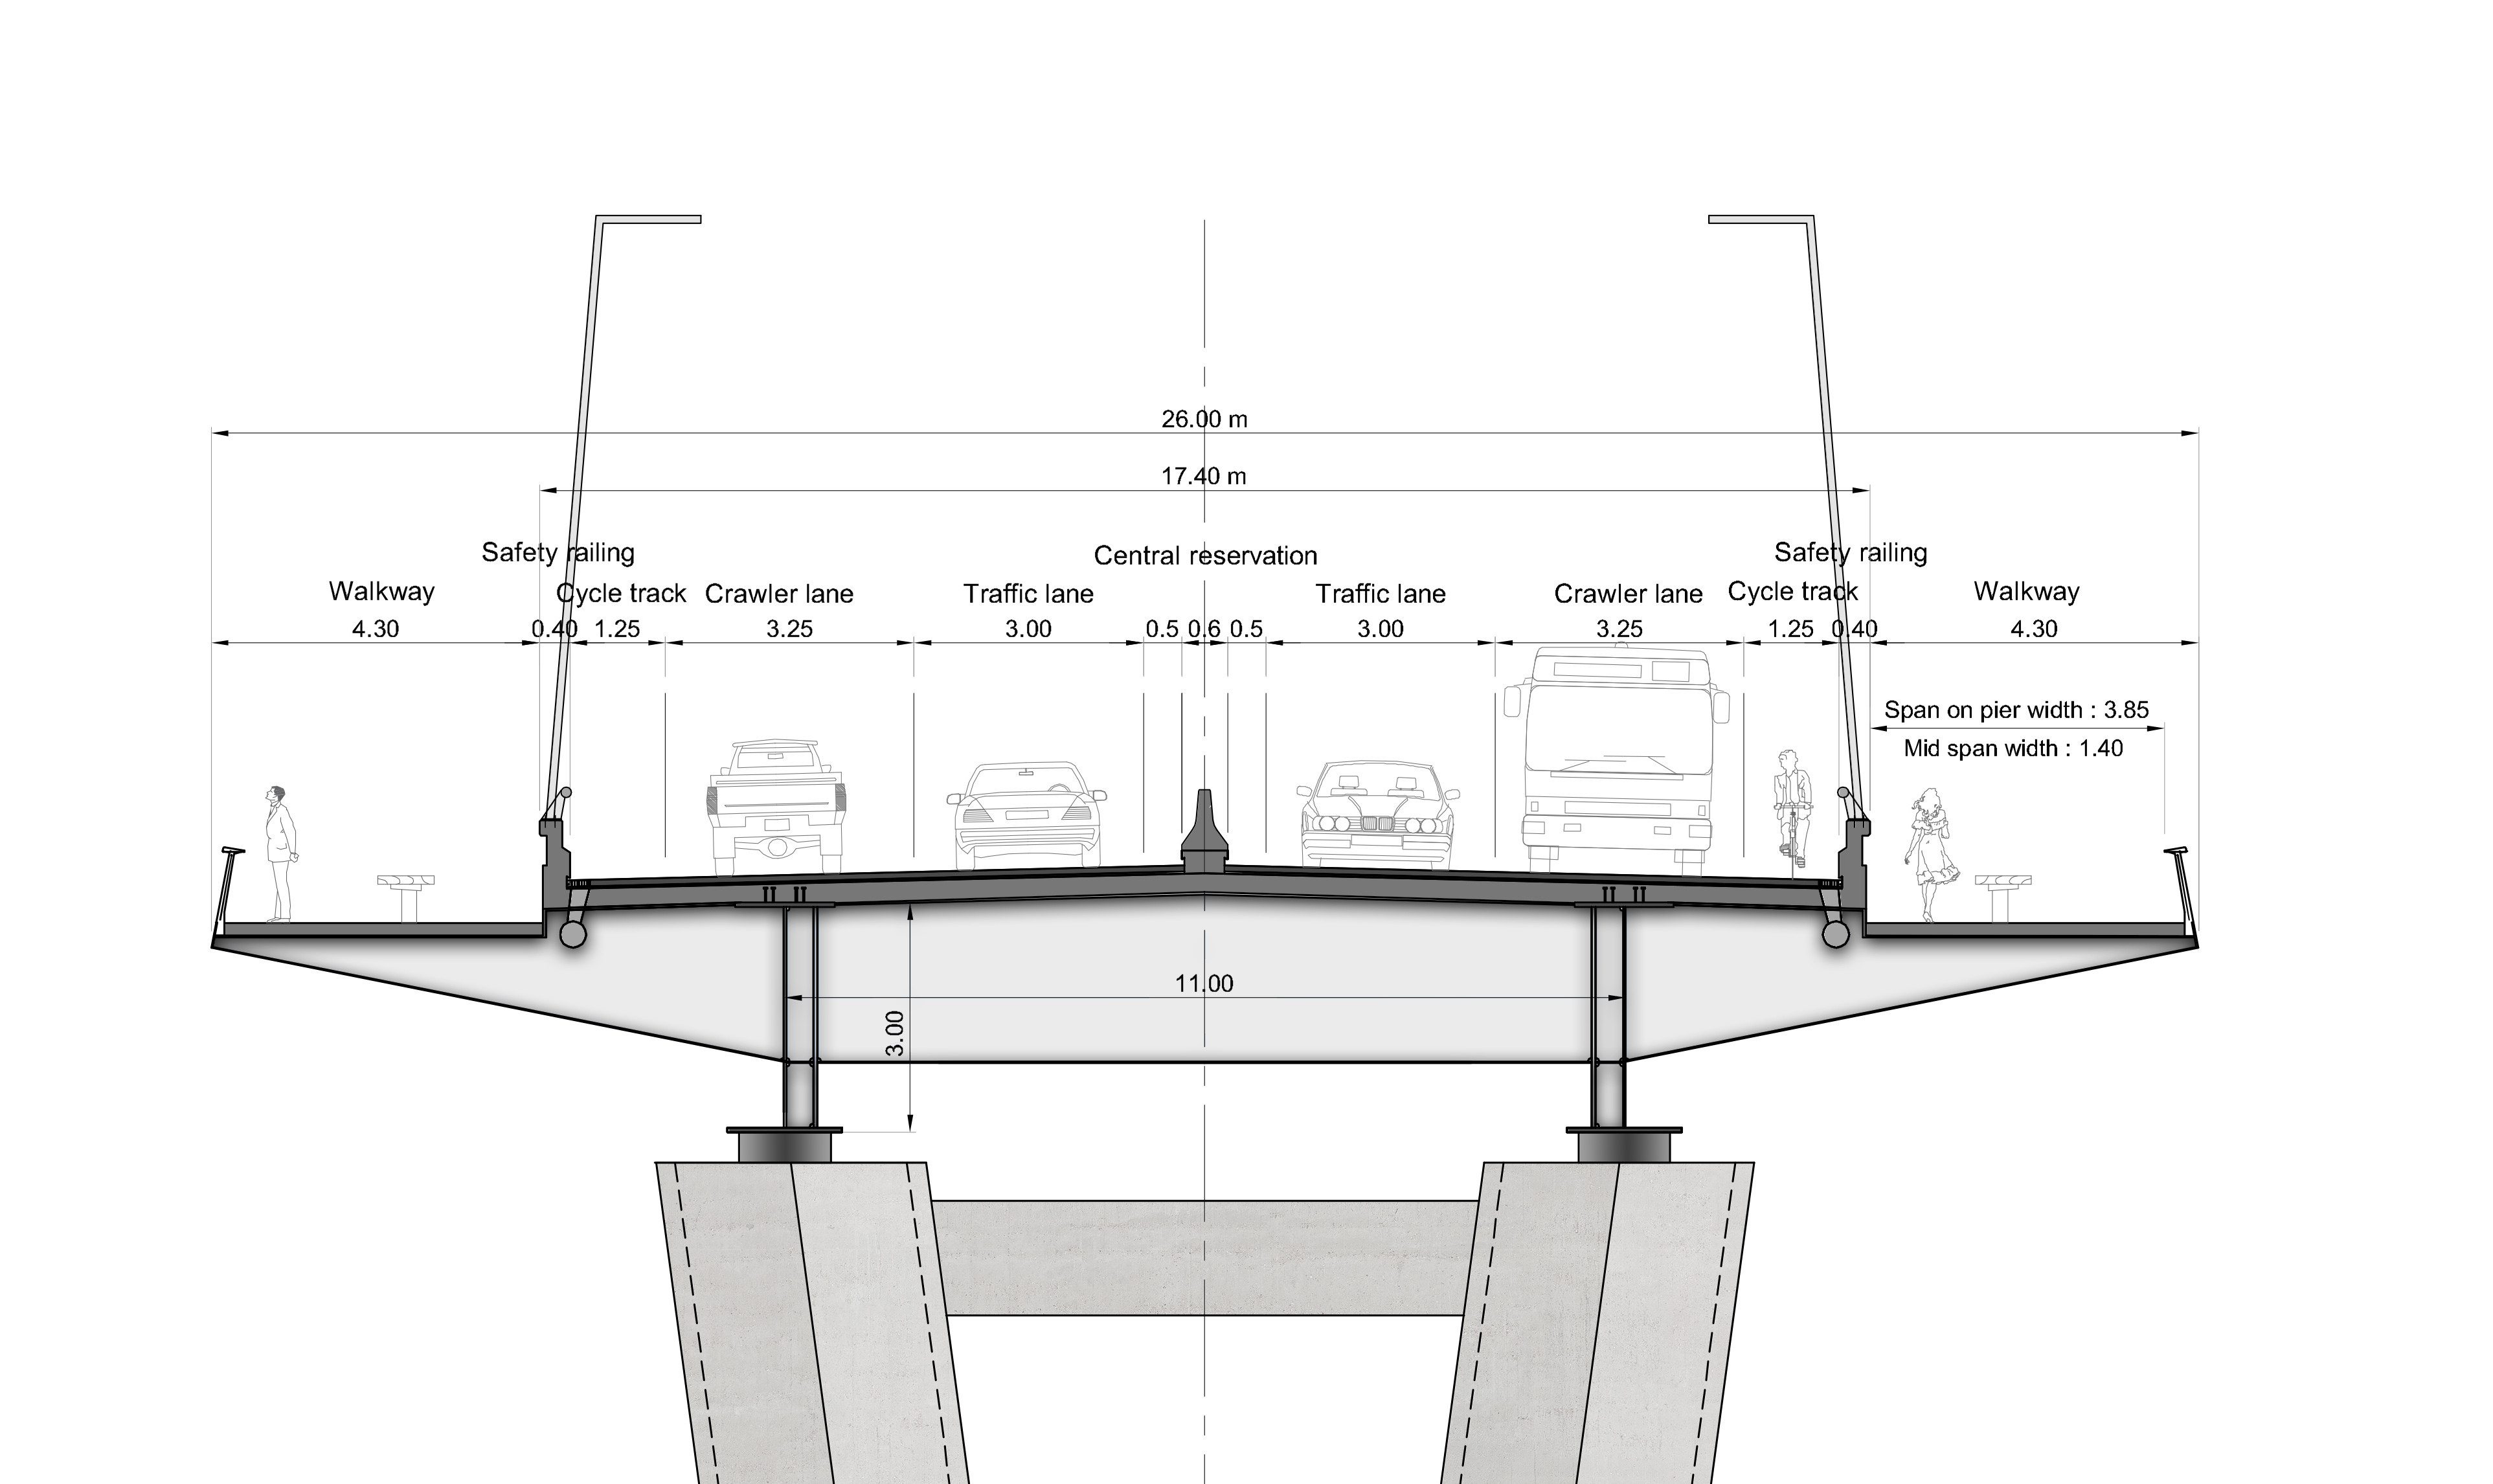 26.00 m
17.40 m
Safety railing
Central reservation
Safety railing
Walkway
Cycle track
Crawler lane
Traffic lane
Traffic lane
Crawler lane
Cycle track
Walkway
4.30
0.40
1.25
3.25
3.00
0.5
0.6
0.5
3.00
3.25
1.25
0.40
4.30
Span on pier width : 3.85
Mid span width : 1.40
11.00
3.00